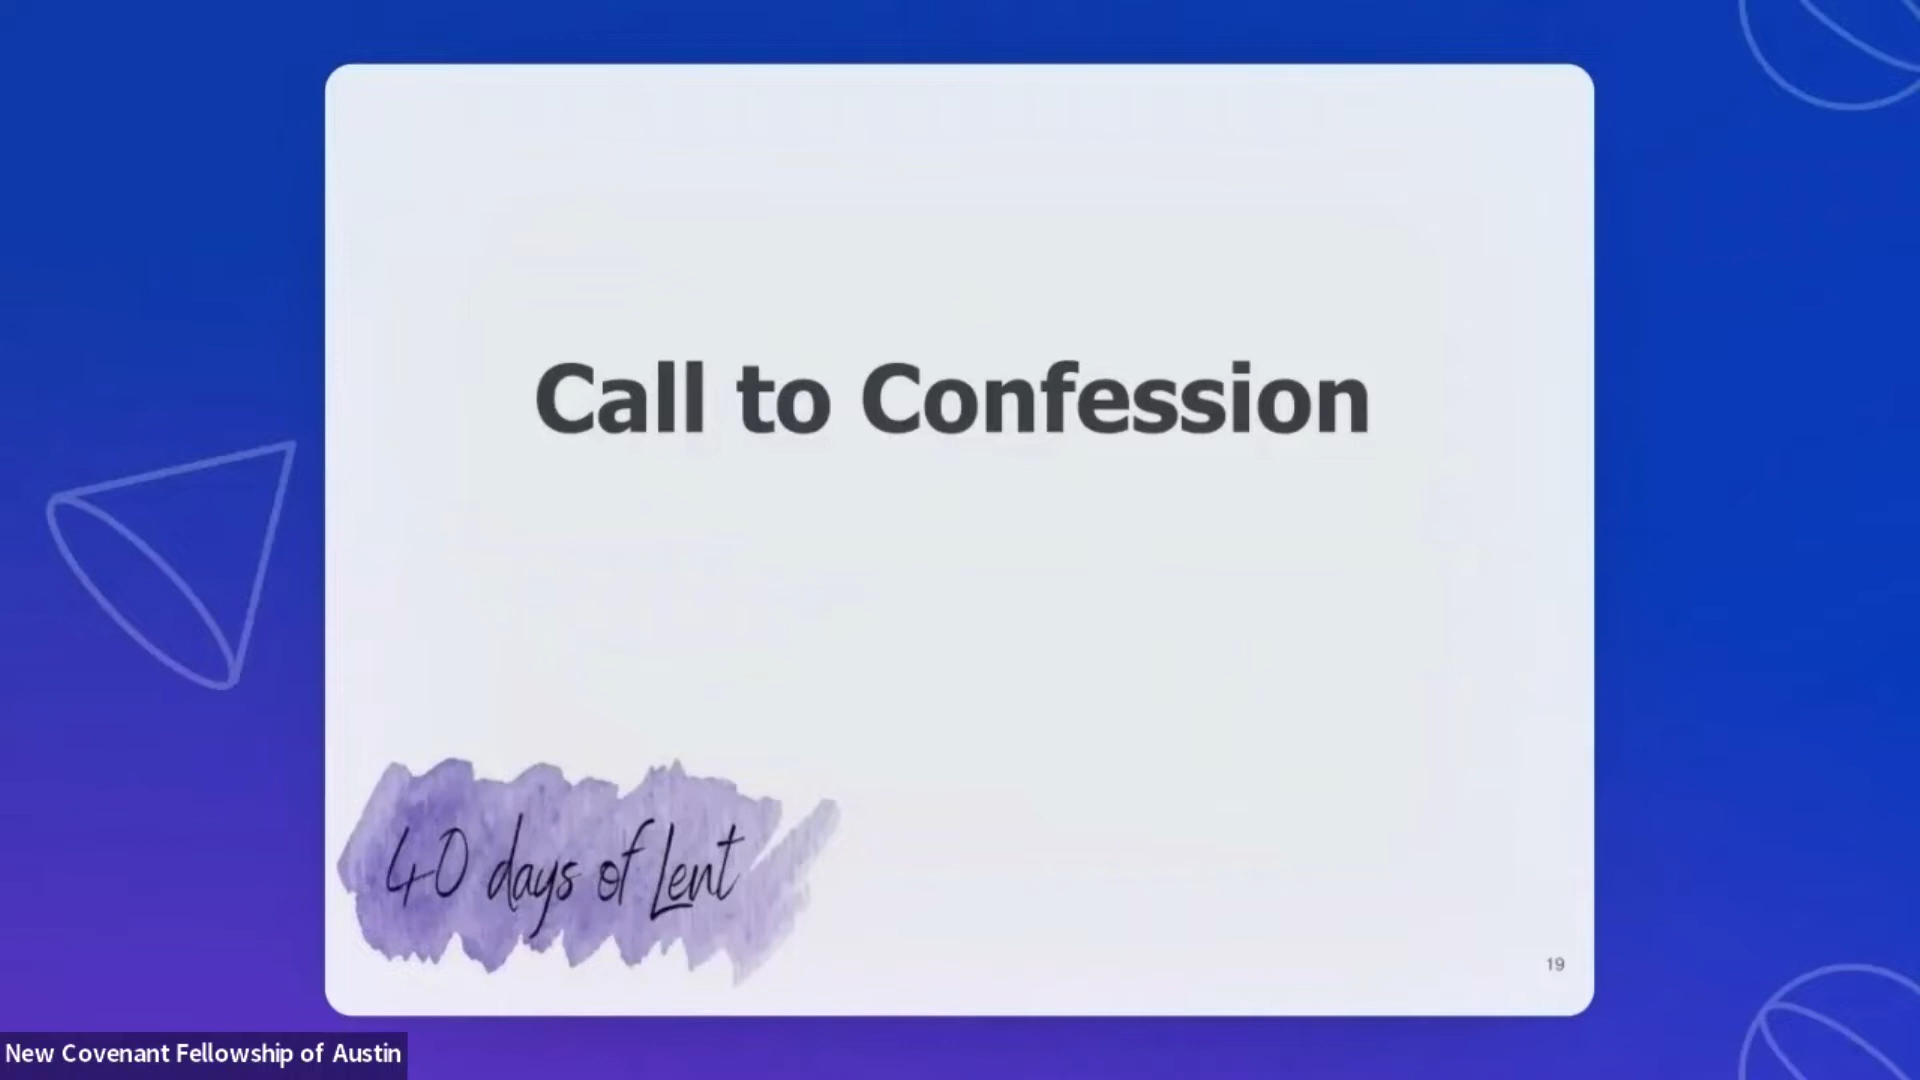 Call to Confession
40 days of Lent
19
New Covenant Fellowship of Austin